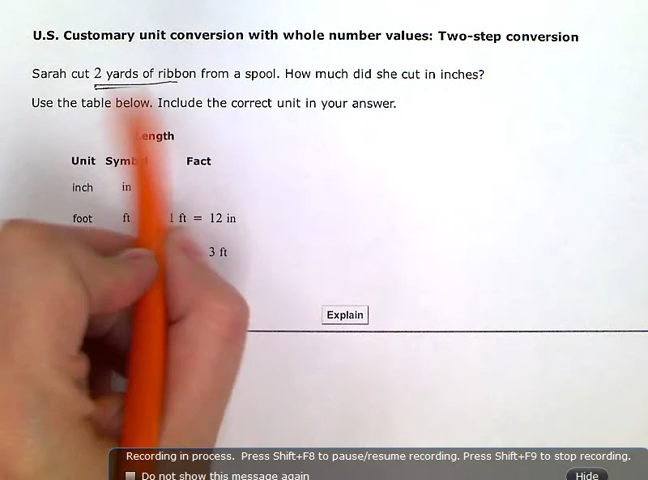 U.S. Customary unit conversion with whole number values: Two-step conversion
Sarah cut 2 yards of ribbon from a spool. How much did she cut in inches?
Use the table below. Include the correct unit in your answer.
Length
Unit Symbol Fact
inch in
foot ft 1 ft = 12 in
3 ft
Explain
Recording in process. Press Shift+F8 to pause/resume recording. Press Shift+F9 to stop recording.
Do not show this message again Hide